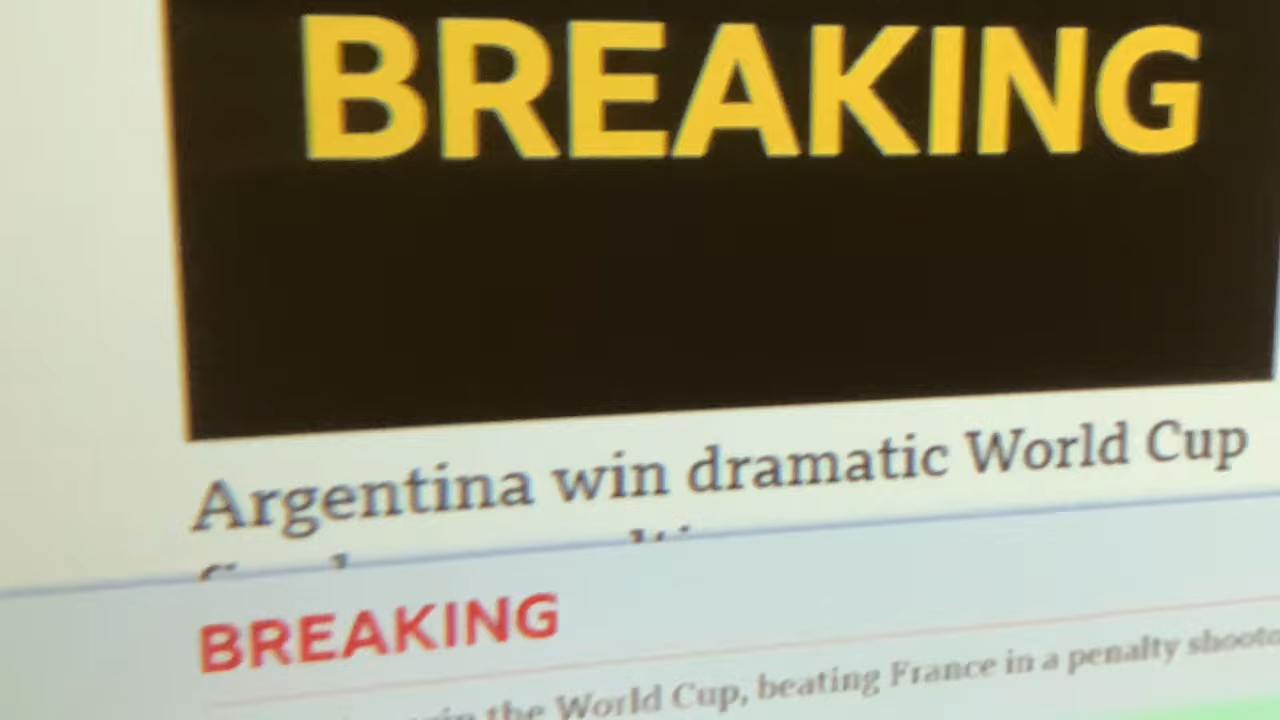 BREAKING
Argentina win dramatic World Cup
BREAKING
the World Cup, beating France in a penalty